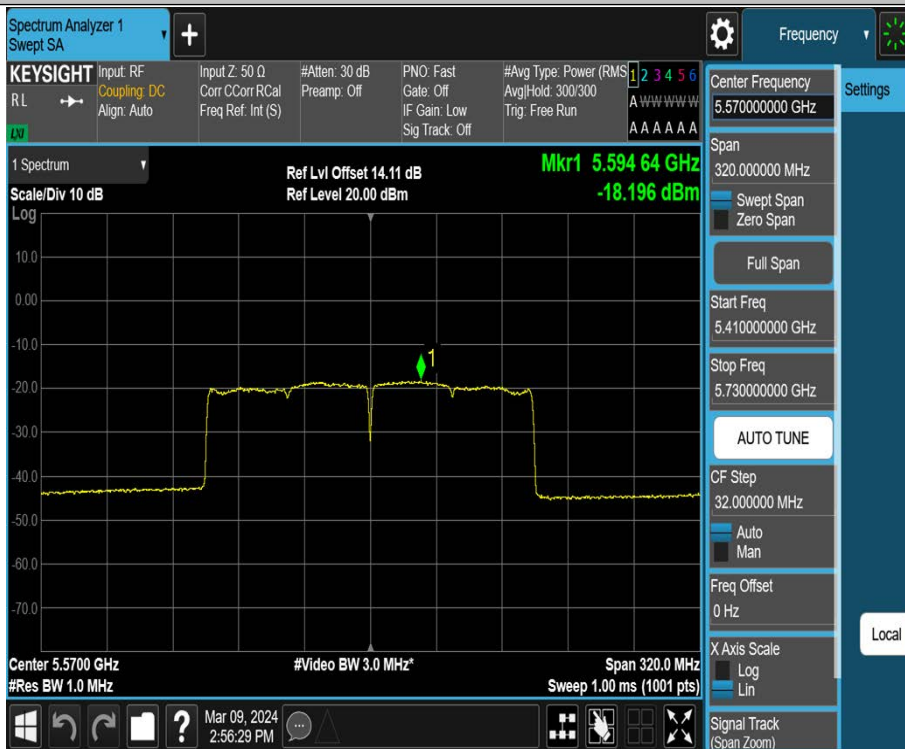 Spectrum Analyzer 1
Swept SA
+
Frequency
KEYSIGHT
RL
LXI
Input: RF
Coupling: DC
Align: Auto
Input Z: 50 Ω
Corr CCorr RCal
Freq Ref: Int (S)
#Atten: 30 dB
Preamp: Off
PNO: Fast
Gate: Off
IF Gain: Low
Sig Track: Off
#Avg Type: Power (RMS
Avg|Hold: 300/300
Trig: Free Run
1 2 3 4 5 6
A W W W W W
A A A A A A
1 Spectrum
Scale/Div 10 dB
Log
Ref Lvl Offset 14.11 dB
Ref Level 20.00 dBm
Mkr1 5.594 64 GHz
-18.196 dBm
10.0
0.00
-10.0
-20.0
-30.0
-40.0
-50.0
-60.0
-70.0
1
Center 5.5700 GHz
#Res BW 1.0 MHz
#Video BW 3.0 MHz*
Span 320.0 MHz
Sweep 1.00 ms (1001 pts)
Center Frequency
5.570000000 GHz
Settings
Span
320.000000 MHz
Swept Span
Zero Span
Full Span
Start Freq
5.410000000 GHz
Stop Freq
5.730000000 GHz
AUTO TUNE
CF Step
32.000000 MHz
Auto
Man
Freq Offset
0 Hz
Local
X Axis Scale
Log
Lin
Signal Track
(Span Zoom)
?
Mar 09, 2024
2:56:29 PM